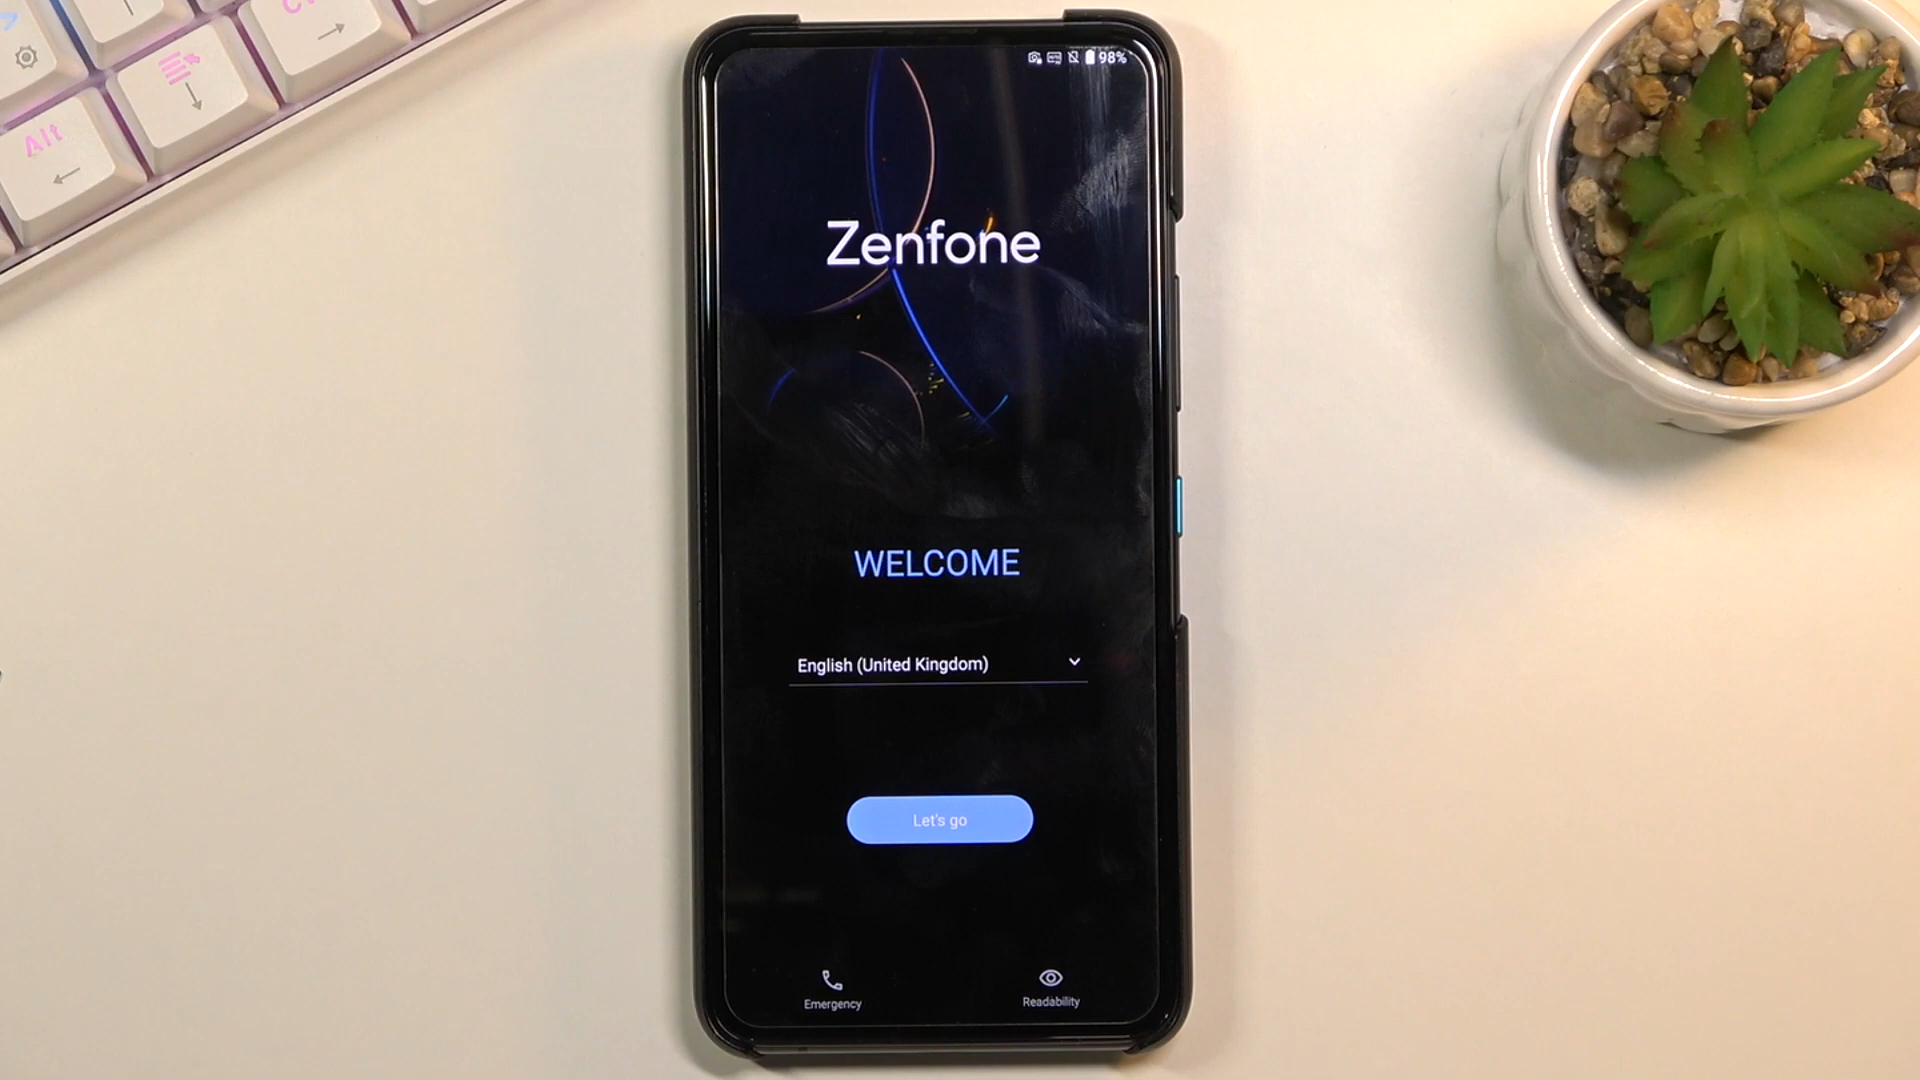 Alt
98%
Zenfone
WELCOME
English (United Kingdom)
Let's go
Emergency
Readability